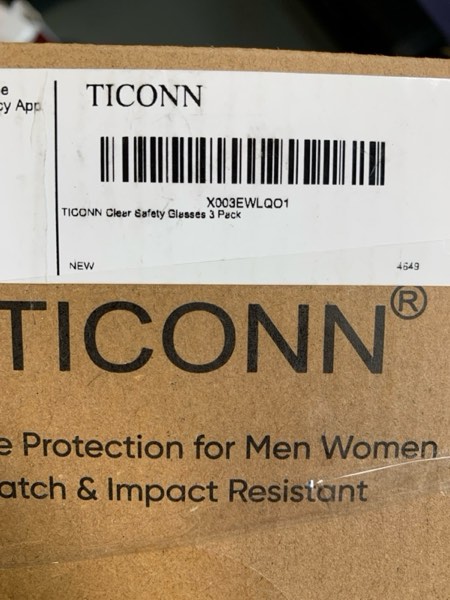 e
cy App
TICONN
X003EWLQO1
TICONN Clear Safety Glasses 3 Pack
NEW
4649
TICONN®
e Protection for Men Women
atch & Impact Resistant